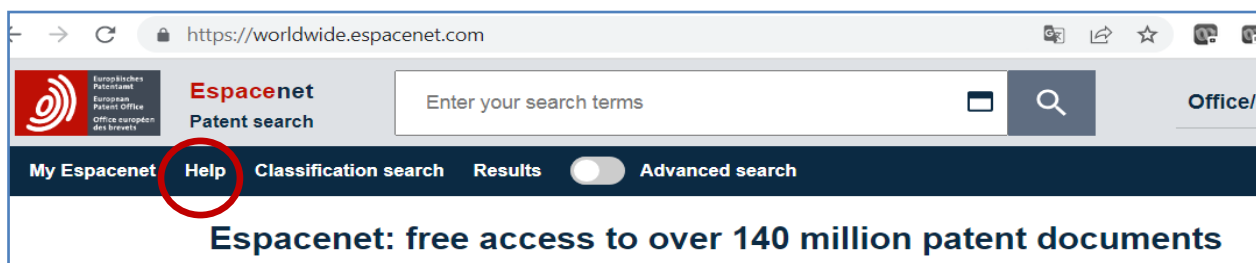 https://worldwide.espacenet.com
Europäisches
Patentamt
European
Patent Office
Office européen
des brevets
Espacenet
Patent search
Enter your search terms
Office/
My Espacenet Help Classification search Results Advanced search
Espacenet: free access to over 140 million patent documents